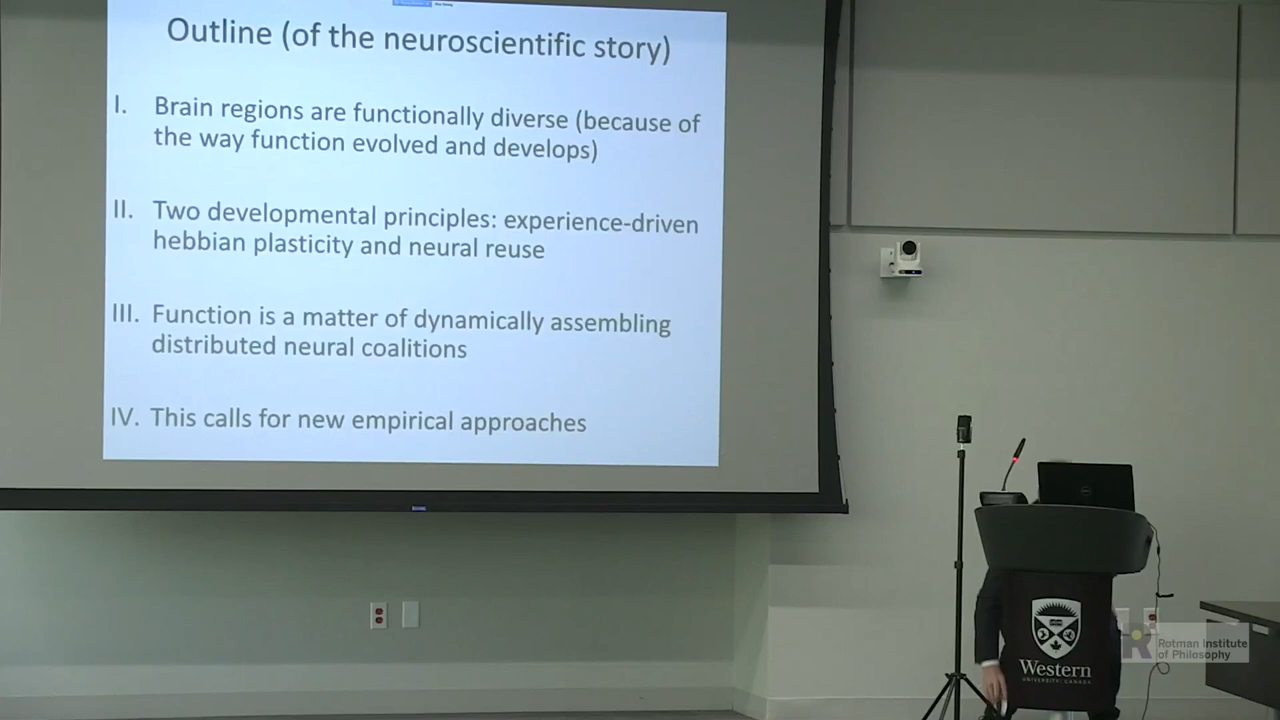 Outline (of the neuroscientific story)
I. Brain regions are functionally diverse (because of
the way function evolved and develops)
II. Two developmental principles: experience-driven
hebbian plasticity and neural reuse
III. Function is a matter of dynamically assembling
distributed neural coalitions
IV. This calls for new empirical approaches
Western
UNIVERSITY · CANADA
Rotman Institute
of Philosophy